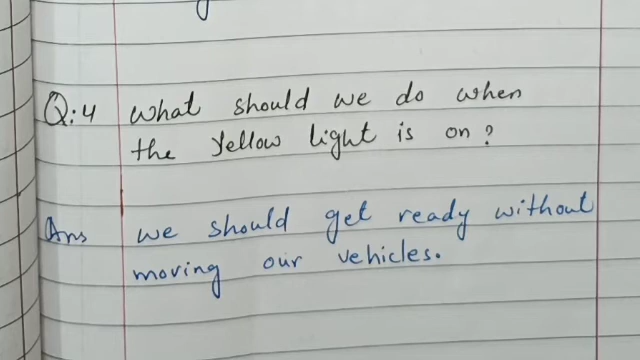 Q:4 What should we do when
the Yellow light is on?
Ans we should get ready without
moving our vehicles.